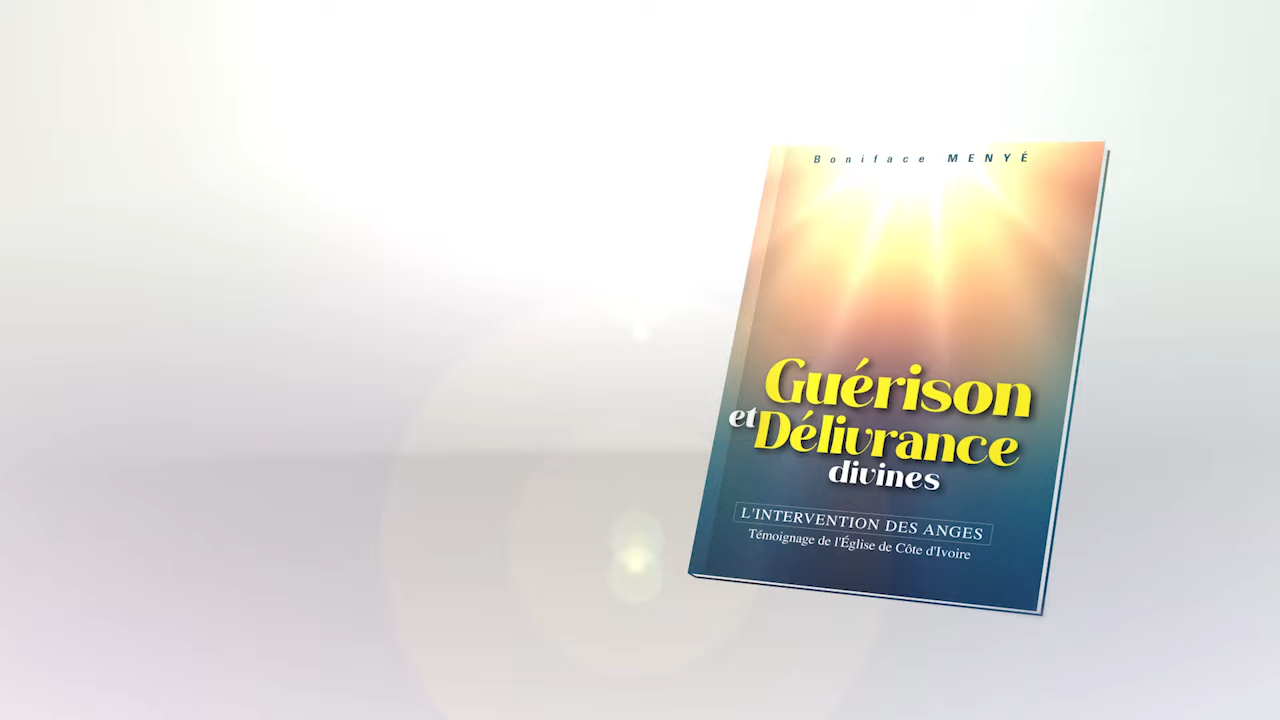 Boniface MENYÉ
Guérison
et Délivrance
divines
L'INTERVENTION DES ANGES
Témoignage de l'Église de Côte d'Ivoire